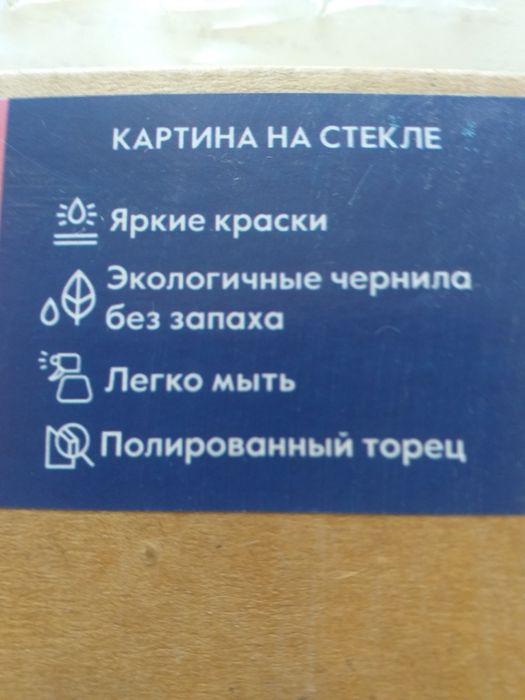 КАРТИНА НА СТЕКЛЕ
Яркие краски
Экологичные чернила
без запаха
Легко мыть
Полированный торец